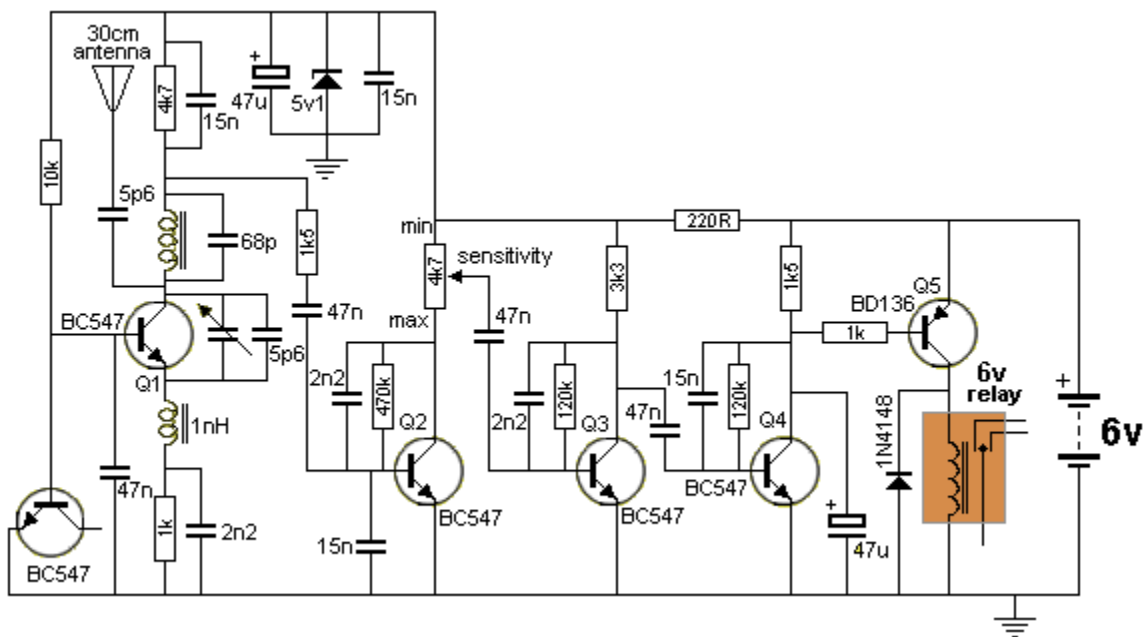 30cm
antenna
4k7
15n
+
47u
5v1
15n
10k
5p6
68p
1k5
min
220R
4k7
sensitivity
3k3
1k5
Q5
BD136
BC547
47n
max
47n
1k
5p6
Q1
2n2
470k
Q2
2n2
120k
Q3
47n
15n
120k
Q4
6v
relay
+
6v
1nH
1N4148
47n
1k
2n2
BC547
BC547
BC547
15n
+
47u
BC547